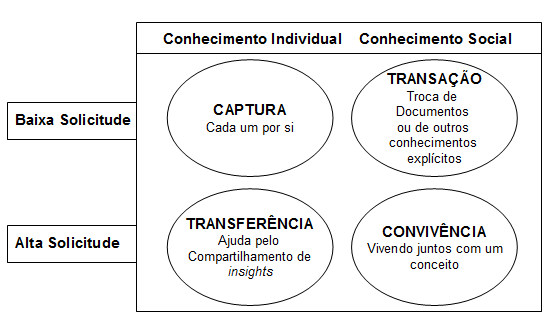 Conhecimento Individual
Conhecimento Social
Baixa Solicitude
CAPTURA
Cada um por si
TRANSAÇÃO
Troca de
Documentos
ou de outros
conhecimentos
explícitos
Alta Solicitude
TRANSFERÊNCIA
Ajuda pelo
Compartilhamento de
insights
CONVIVÊNCIA
Vivendo juntos com um
conceito